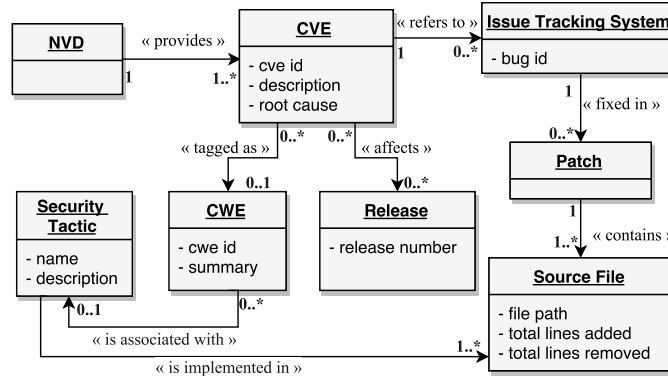 NVD
« provides »
1
1..*
CVE
- cve id
- description
- root cause
« refers to »
1
0..*
Issue Tracking System
- bug id
1
« fixed in »
0..*
Patch
1
« contains »
1..*
0..*
« tagged as »
0..1
0..*
« affects »
0..*
Security
Tactic
- name
- description
CWE
- cwe id
- summary
Release
- release number
Source File
- file path
- total lines added
- total lines removed
0..1
0..*
« is associated with »
1..*
« is implemented in »